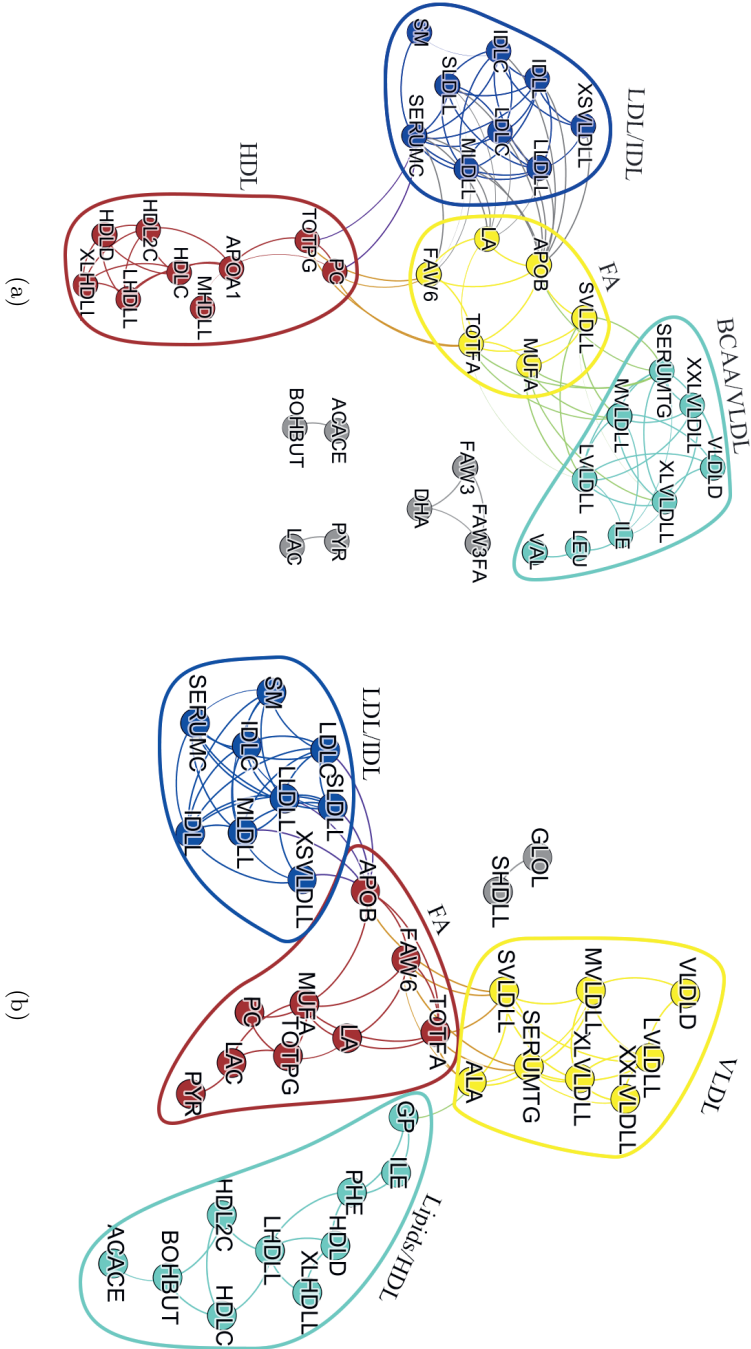 SM
IDLC
SLDLL
IDLL
XSVLDLL
LDL/IDL
SERUMC
LDLC
MLDLL
LLDLL
HDL
HDLD
HDL2C
XLHDLL
LHDLL
HDLC
MHDLL
APOA1
TOTPG
PC
FAW6
LA
APOB
FA
SVLDLL
TOTFA
MUFA
BCAA/VLDL
SERUMTG
MVLDLL
XXLVLDLL
VLDLD
LVLDLL
XLVLDLL
ILE
LEU
VAL
BOHBUT
ACACE
FAW3
DHA
FAW3FA
LAC
PYR
(a)
LDL/IDL
SM
SERUMC
IDLC
LDLC
SLDLL
LLDLL
MLDLL
IDLL
XSVLDLL
GLOL
SHDLL
APOB
FA
FAW6
MUFA
PC
TOTPG
LA
TOTFA
LAC
PYR
VLDL
VLDLD
MVLDLL
SVLDLL
LVLDLL
XXLVLDLL
XLVLDLL
SERUMTG
ALA
GP
ILE
PHE
Lipids/HDL
HDL2C
LHDLL
HDLD
XLHDLL
BOHBUT
ACACE
HDLC
(b)